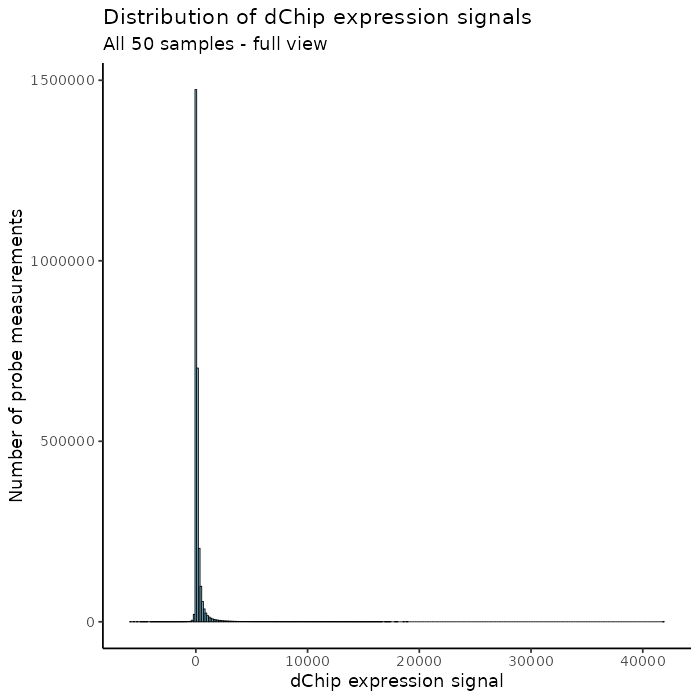 Distribution of dChip expression signals
All 50 samples - full view
Number of probe measurements
1500000
1000000
500000
0
0 10000 20000 30000 40000
dChip expression signal